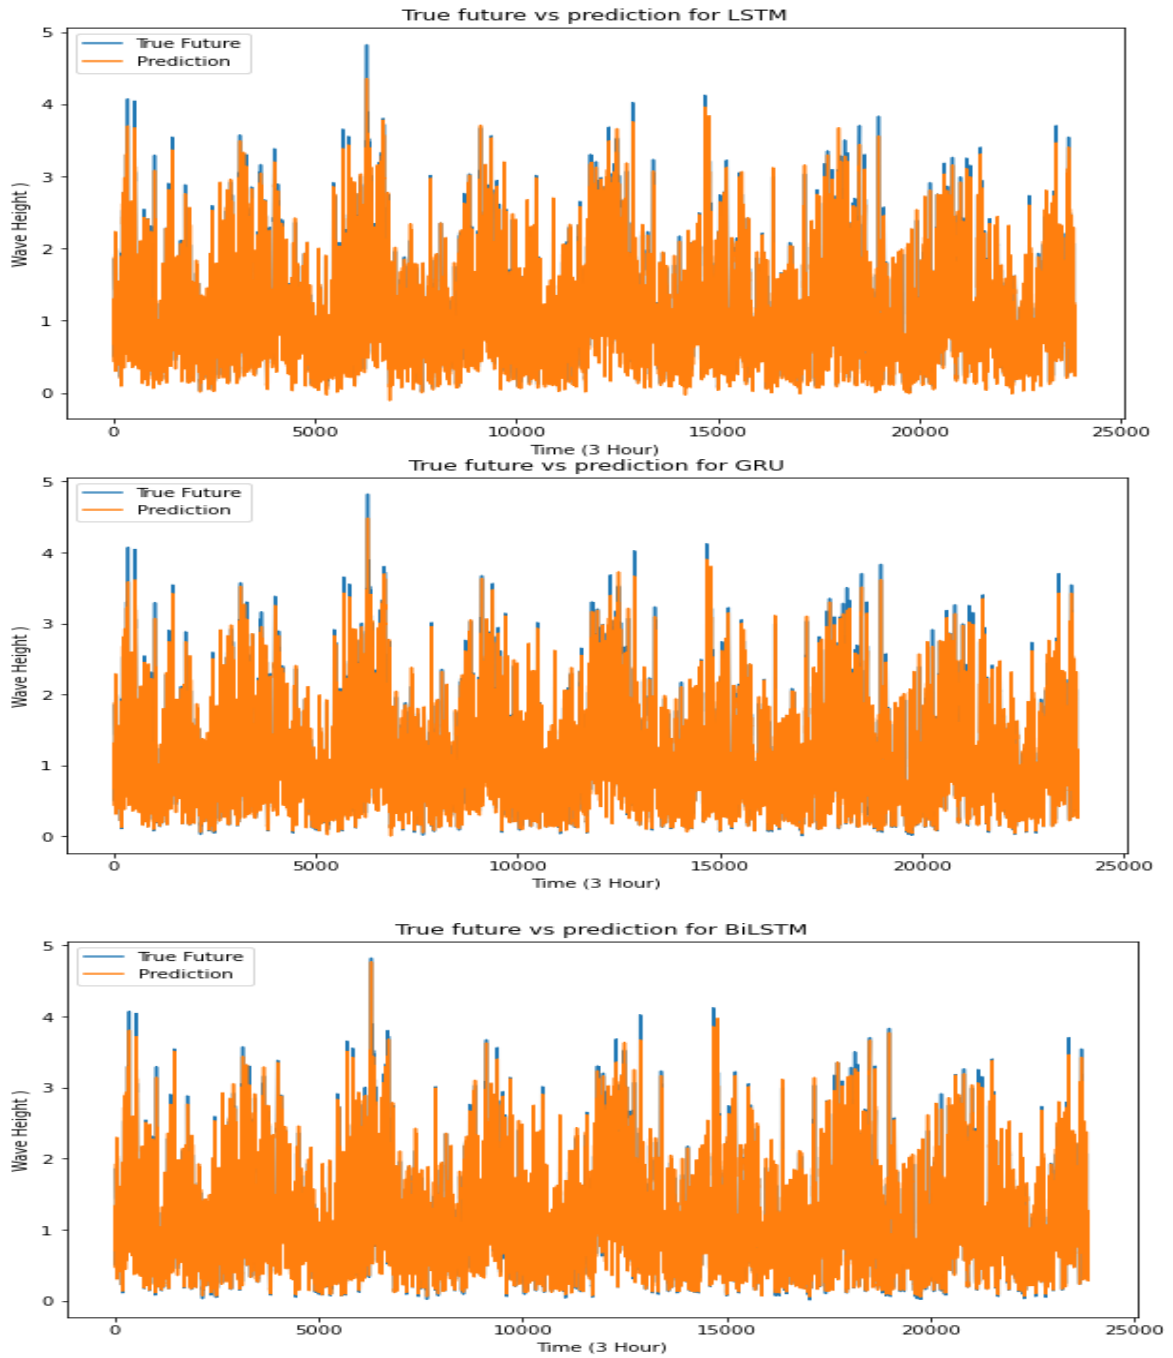 True future vs prediction for LSTM
True Future
Prediction
Wave Height )
5
4
3
2
1
0
0 5000 10000 15000 20000 25000
Time (3 Hour)
True future vs prediction for GRU
True Future
Prediction
Wave Height )
5
4
3
2
1
0
0 5000 10000 15000 20000 25000
Time (3 Hour)
True future vs prediction for BiLSTM
True Future
Prediction
Wave Height )
5
4
3
2
1
0
0 5000 10000 15000 20000 25000
Time (3 Hour)